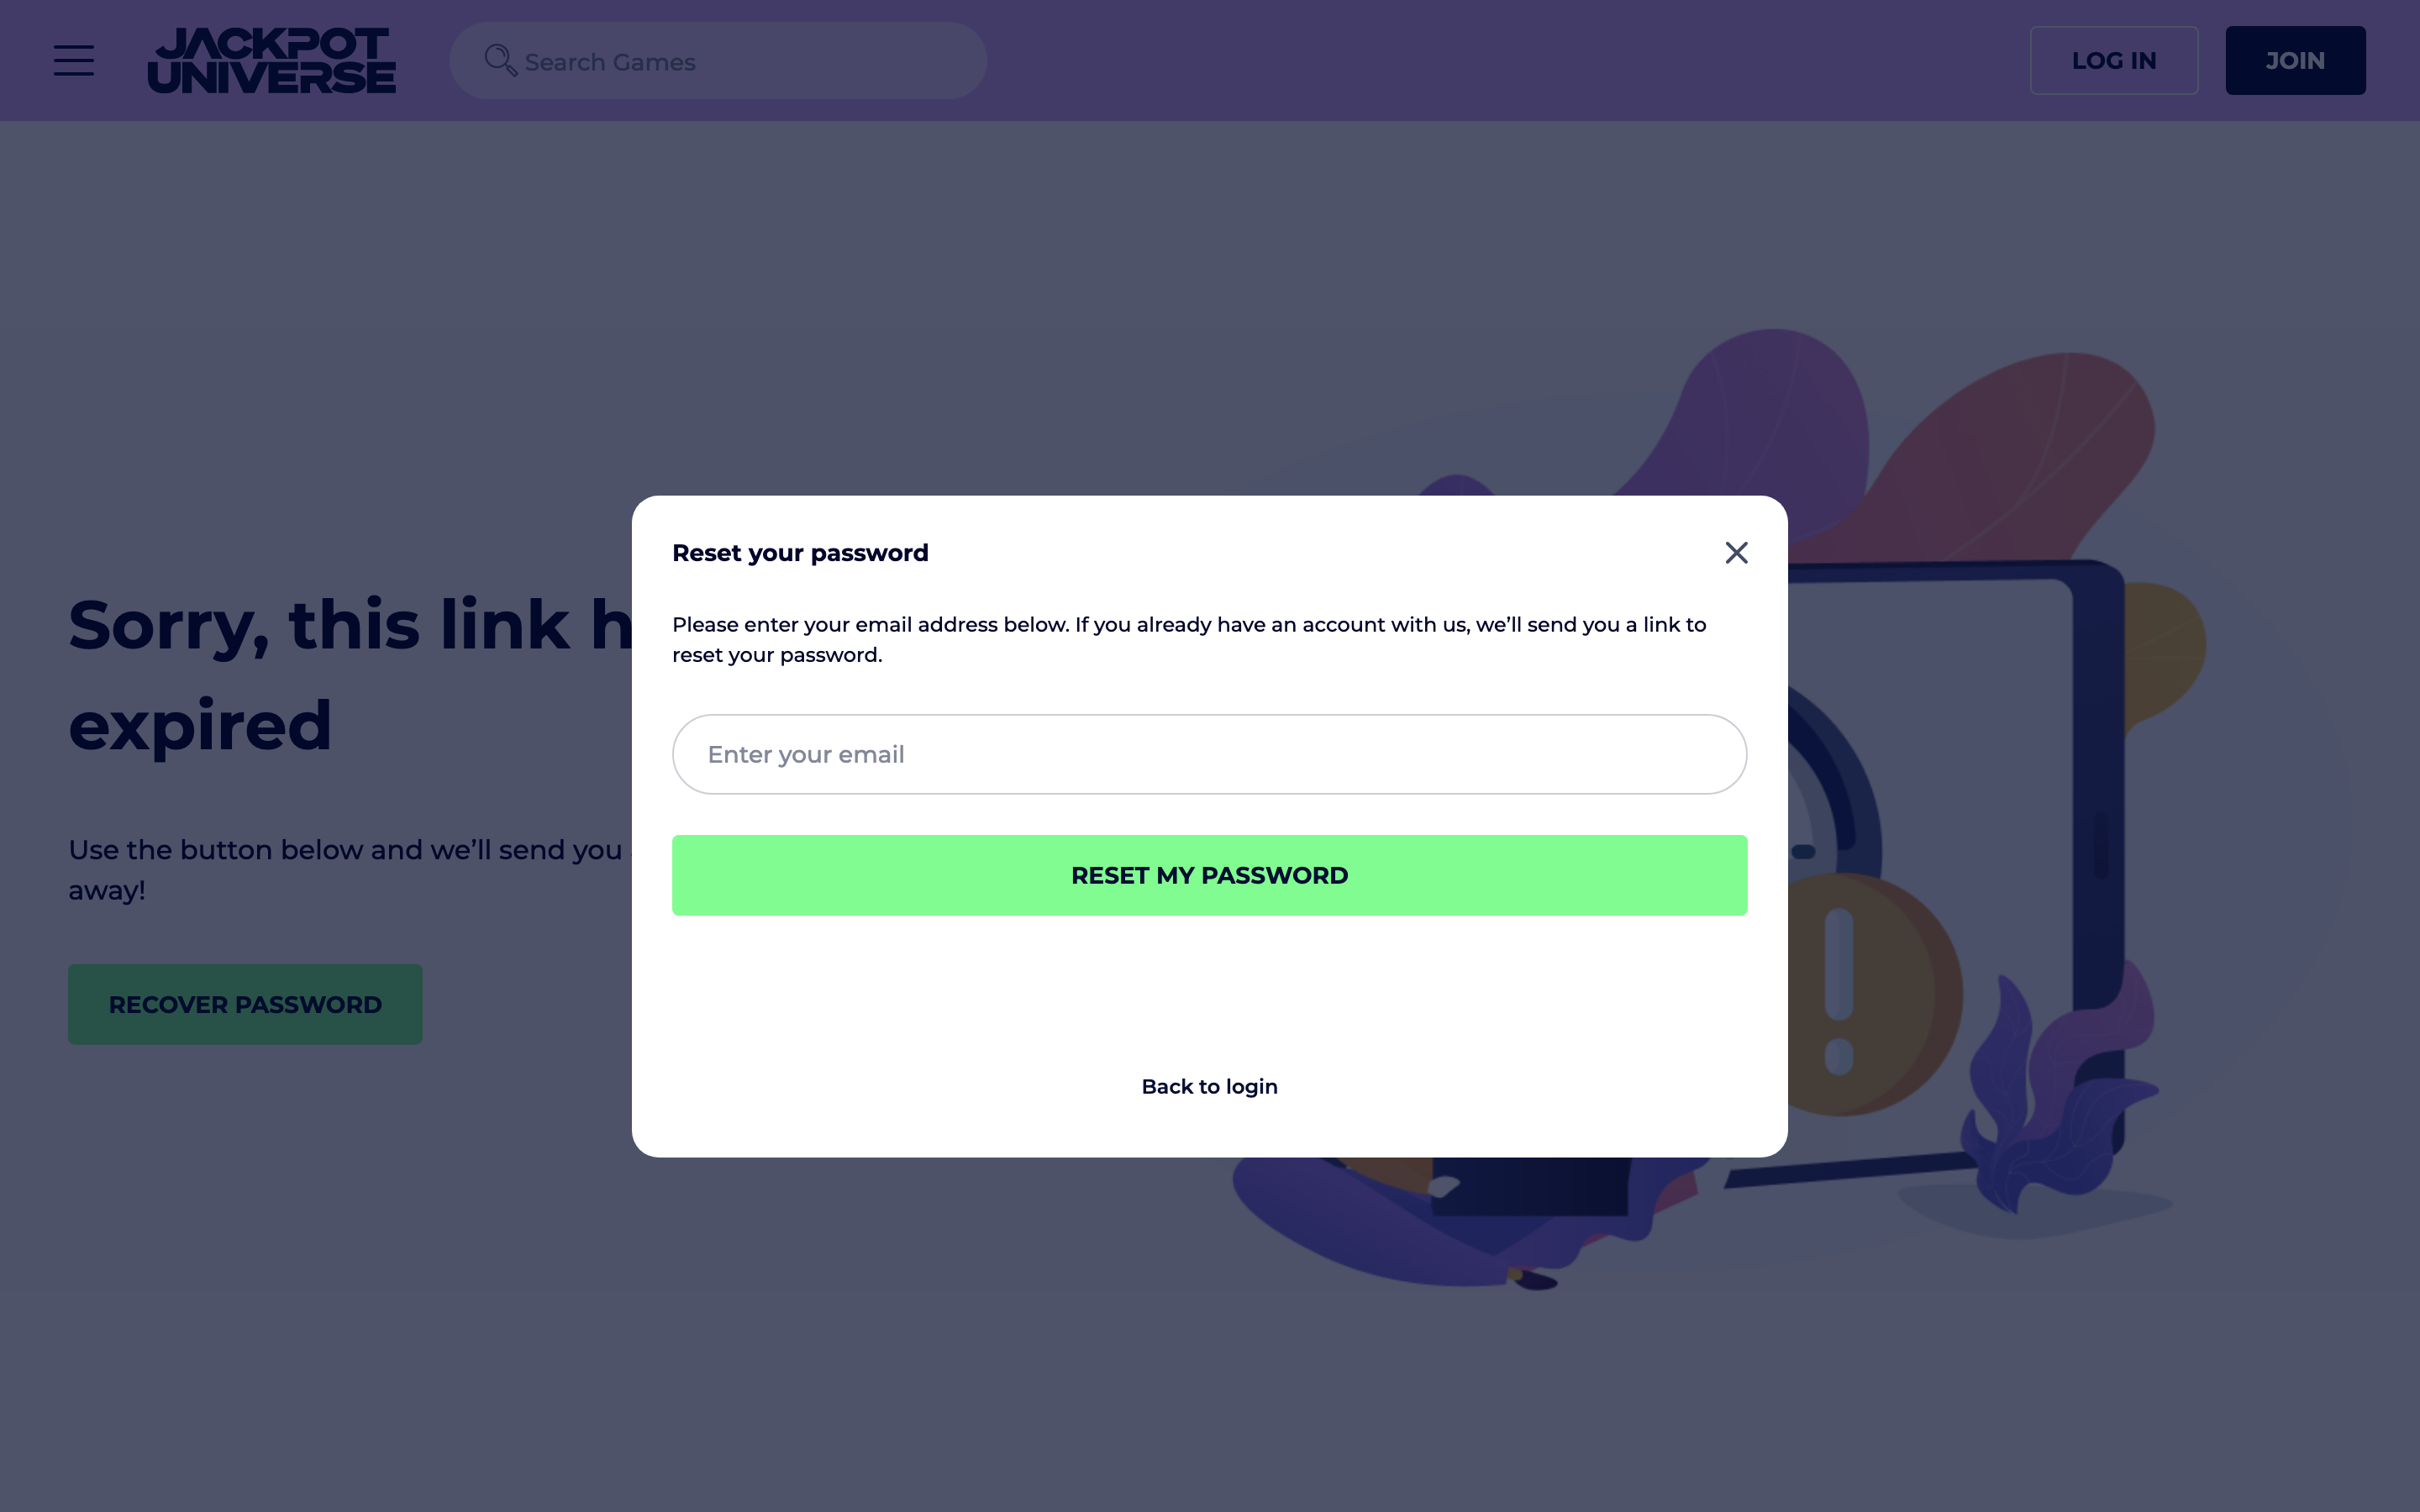 JACKPOT
UNIVERSE
Search Games
LOG IN
JOIN
Sorry, this link
expired
Use the button below and we’ll send you
away!
RECOVER PASSWORD
Reset your password
Please enter your email address below. If you already have an account with us, we’ll send you a link to
reset your password.
Enter your email
RESET MY PASSWORD
Back to login